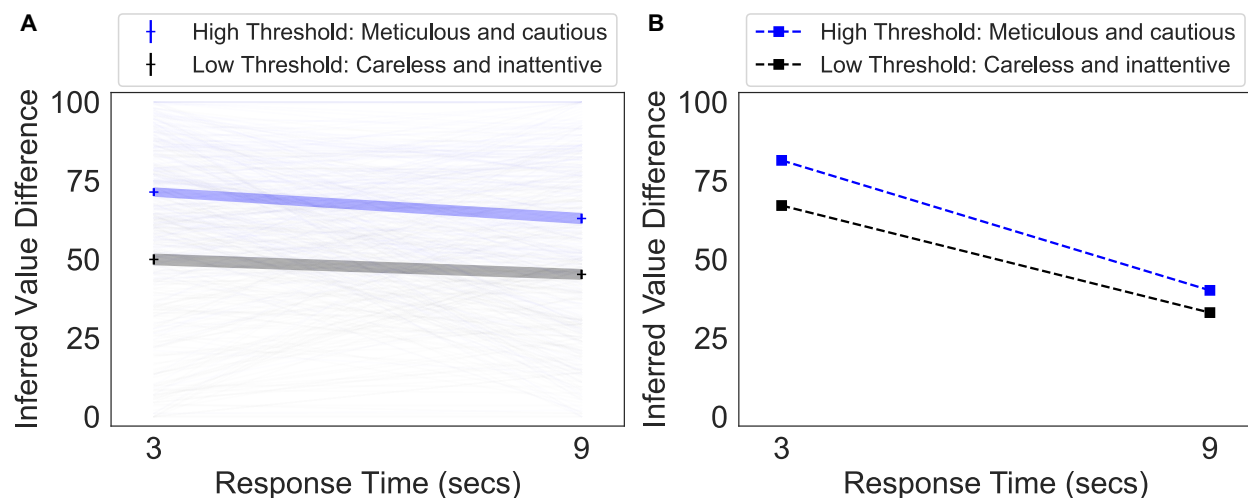 A
High Threshold: Meticulous and cautious
Low Threshold: Careless and inattentive
Inferred Value Difference
100
75
50
25
0
3
9
Response Time (secs)
B
High Threshold: Meticulous and cautious
Low Threshold: Careless and inattentive
Inferred Value Difference
100
75
50
25
0
3
9
Response Time (secs)